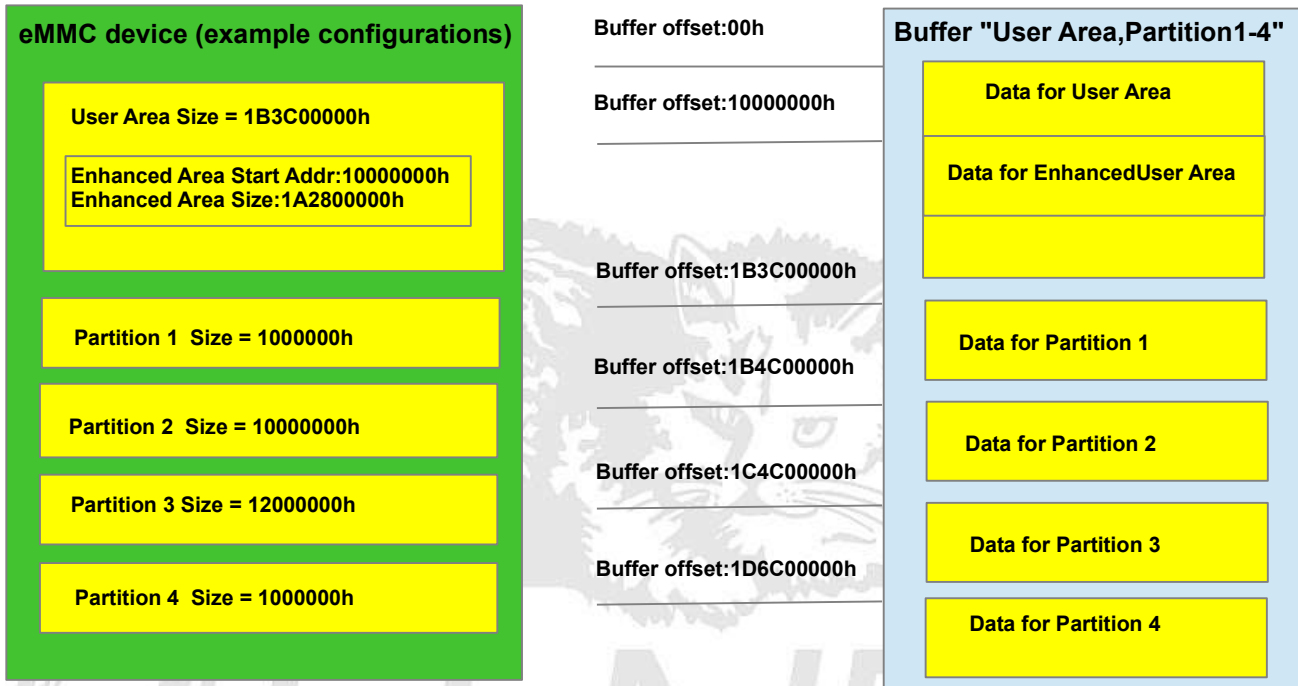 eMMC device (example configurations)
User Area Size = 1B3C00000h
Enhanced Area Start Addr:10000000h
Enhanced Area Size:1A2800000h
Partition 1  Size = 1000000h
Partition 2  Size = 10000000h
Partition 3 Size = 12000000h
Partition 4  Size = 1000000h
Buffer offset:00h
Buffer offset:10000000h
Buffer offset:1B3C00000h
Buffer offset:1B4C00000h
Buffer offset:1C4C00000h
Buffer offset:1D6C00000h
Buffer "User Area,Partition1-4"
Data for User Area
Data for EnhancedUser Area
Data for Partition 1
Data for Partition 2
Data for Partition 3
Data for Partition 4